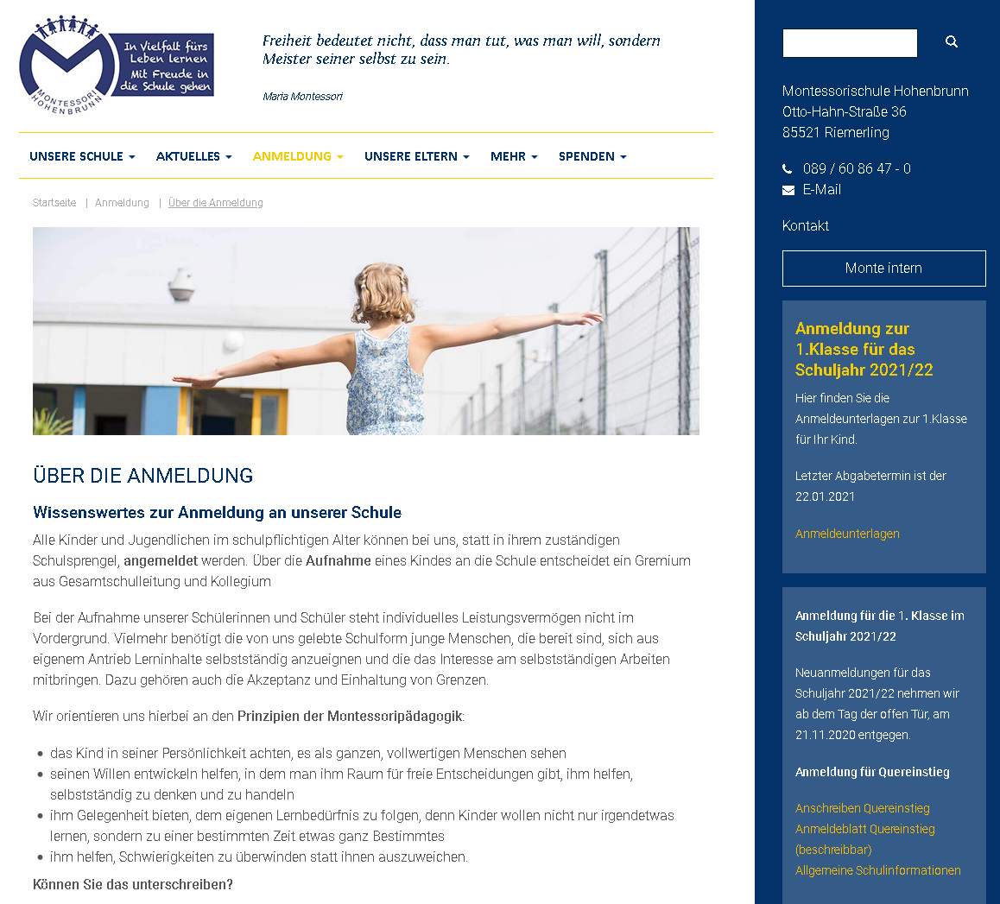 In Vielfalt fürs
Leben lernen
Mit Freude in
die Schule gehen
MONTESSORI
HOHENBRUNN
Freiheit bedeutet nicht, dass man tut, was man will, sondern
Meister seiner selbst zu sein.
Maria Montessori
UNSERE SCHULE AKTUELLES ANMELDUNG UNSERE ELTERN MEHR SPENDEN
Startseite | Anmeldung | Über die Anmeldung
ÜBER DIE ANMELDUNG
Wissenswertes zur Anmeldung an unserer Schule
Alle Kinder und Jugendlichen im schulpflichtigen Alter können bei uns, statt in ihrem zuständigen
Schulsprengel, angemeldet werden. Über die Aufnahme eines Kindes an die Schule entscheidet ein Gremium
aus Gesamtschulleitung und Kollegium
Bei der Aufnahme unserer Schülerinnen und Schüler steht individuelles Leistungsvermögen nicht im
Vordergrund. Vielmehr benötigt die von uns gelebte Schulform junge Menschen, die bereit sind, sich aus
eigenem Antrieb Lerninhalte selbstständig anzueignen und die das Interesse am selbstständigen Arbeiten
mitbringen. Dazu gehören auch die Akzeptanz und Einhaltung von Grenzen.
Wir orientieren uns hierbei an den Prinzipien der Montessoripädagogik:
• das Kind in seiner Persönlichkeit achten, es als ganzen, vollwertigen Menschen sehen
• seinen Willen entwickeln helfen, in dem man ihm Raum für freie Entscheidungen gibt, ihm helfen,
selbstständig zu denken und zu handeln
• ihm Gelegenheit bieten, dem eigenen Lernbedürfnis zu folgen, denn Kinder wollen nicht nur irgendetwas
lernen, sondern zu einer bestimmten Zeit etwas ganz Bestimmtes
• ihm helfen, Schwierigkeiten zu überwinden statt ihnen auszuweichen.
Können Sie das unterschreiben?
Montessorischule Hohenbrunn
Otto-Hahn-Straße 36
85521 Riemerling
089 / 60 86 47 - 0
E-Mail
Kontakt
Monte intern
Anmeldung zur
1.Klasse für das
Schuljahr 2021/22
Hier finden Sie die
Anmeldeunterlagen zur 1.Klasse
für Ihr Kind.
Letzter Abgabetermin ist der
22.01.2021
Anmeldeunterlagen
Anmeldung für die 1. Klasse im
Schuljahr 2021/22
Neuanmeldungen für das
Schuljahr 2021/22 nehmen wir
ab dem Tag der offen Tür, am
21.11.2020 entgegen.
Anmeldung für Quereinstieg
Anschreiben Quereinstieg
Anmeldeblatt Quereinstieg
(beschreibbar)
Allgemeine Schulinformationen